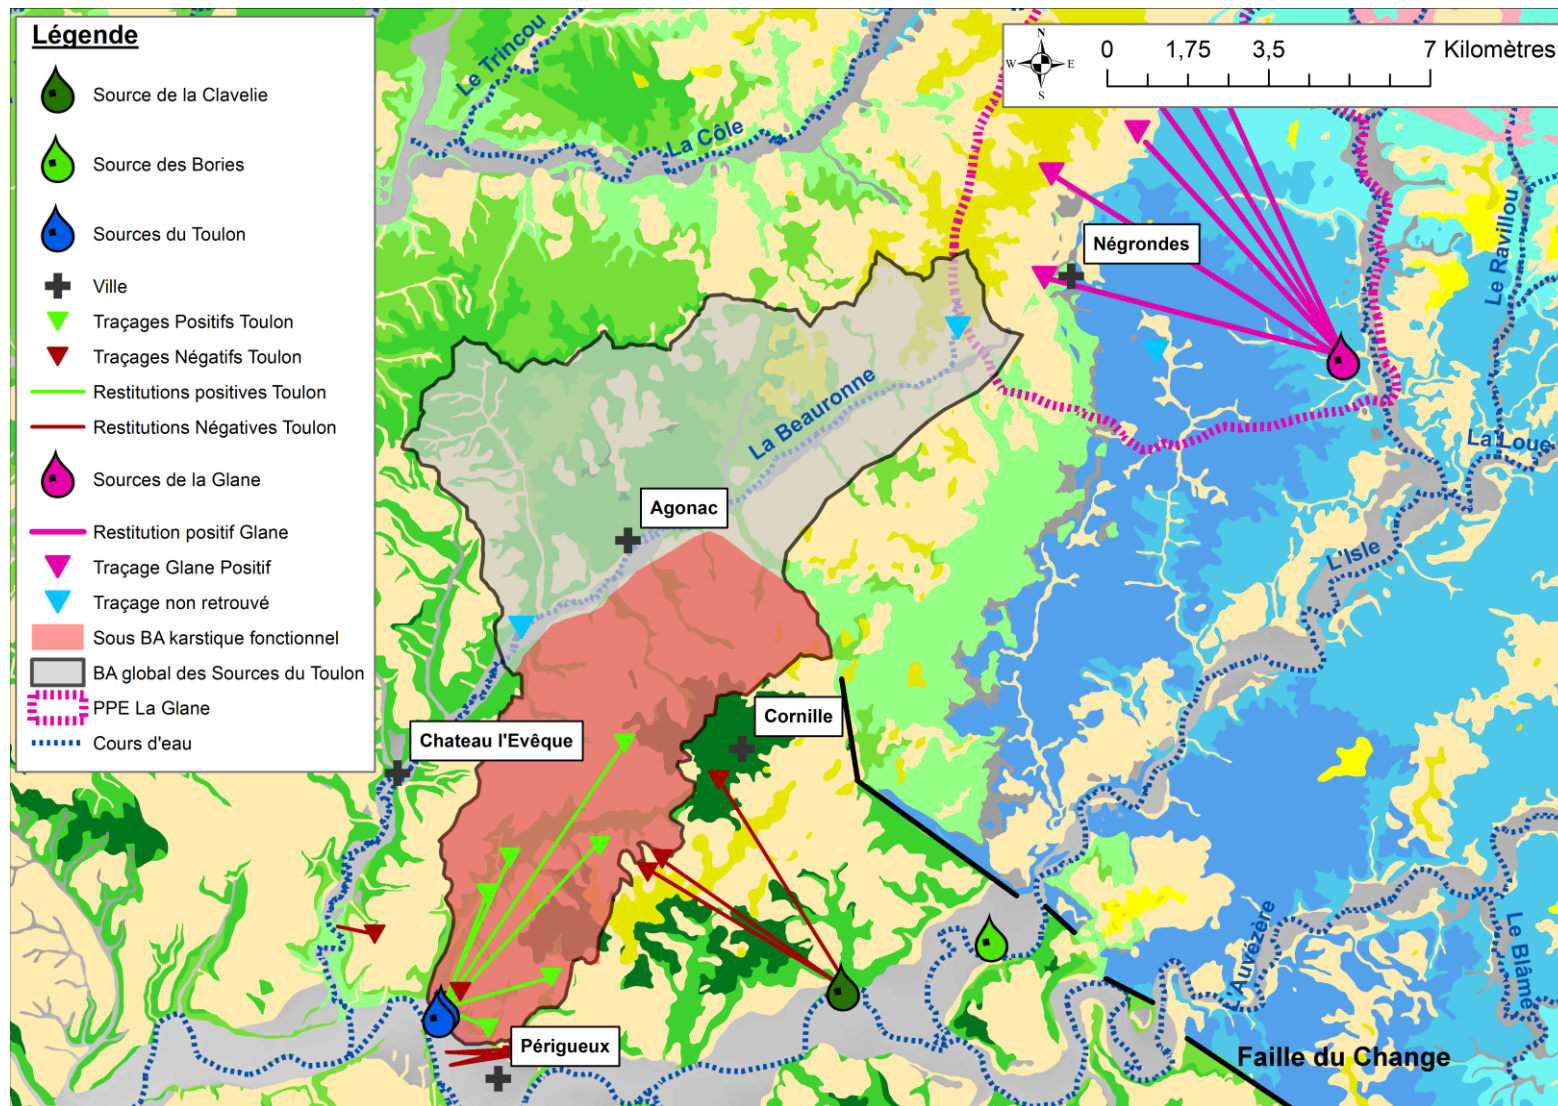 Légende
Source de la Clavelie
Source des Bories
Sources du Toulon
Ville
Traçages Positifs Toulon
Traçages Négatifs Toulon
Restitutions positives Toulon
Restitutions Négatives Toulon
Sources de la Glane
Restitution positif Glane
Traçage Glane Positif
Traçage non retrouvé
Sous BA karstique fonctionnel
BA global des Sources du Toulon
PPE La Glane
Cours d'eau
N
W
E
S
0 1,75 3,5 7 Kilomètres
Le Trincou
La Côle
Négrondes
Le Ravillou
La Beauronne
La Loue
Agonac
L'Isle
Cornille
Chateau l'Evêque
L'Auvézère
Le Blâme
Périgueux
Faille du Change